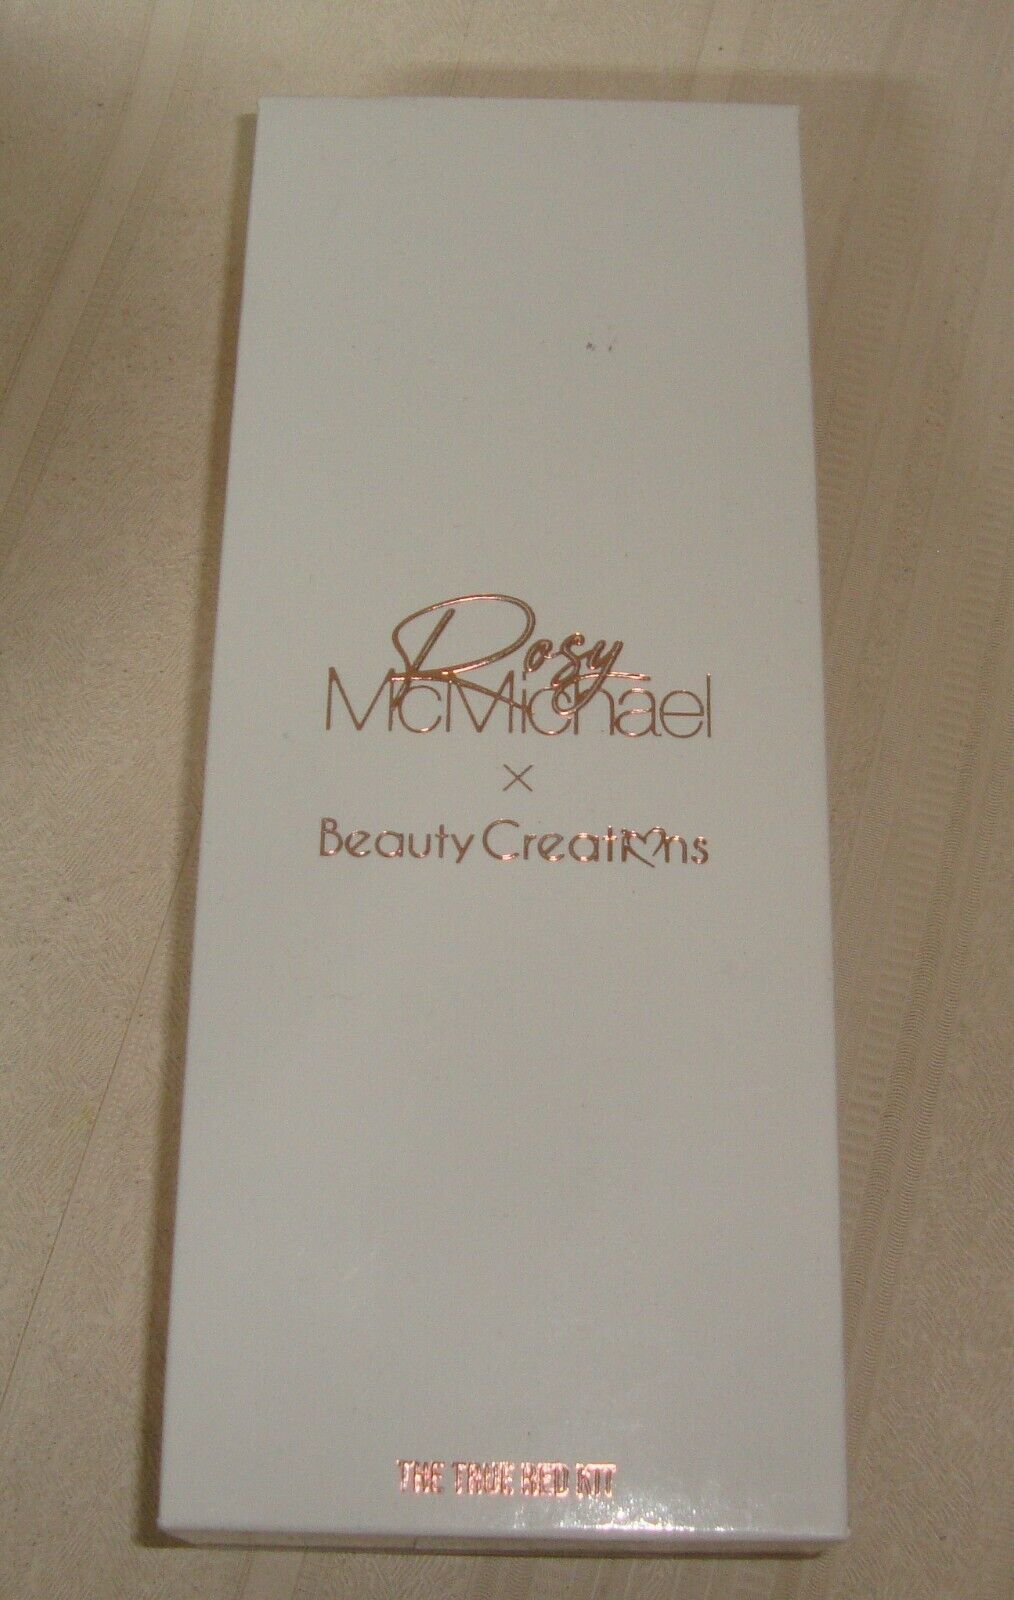 Rosy
McMichael
×
Beauty Creations
THE TRUE RED KIT